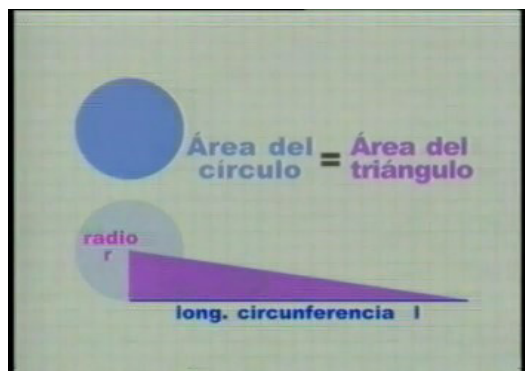 Área del
círculo
=
Área del
triángulo
radio
r
long. circunferencia l